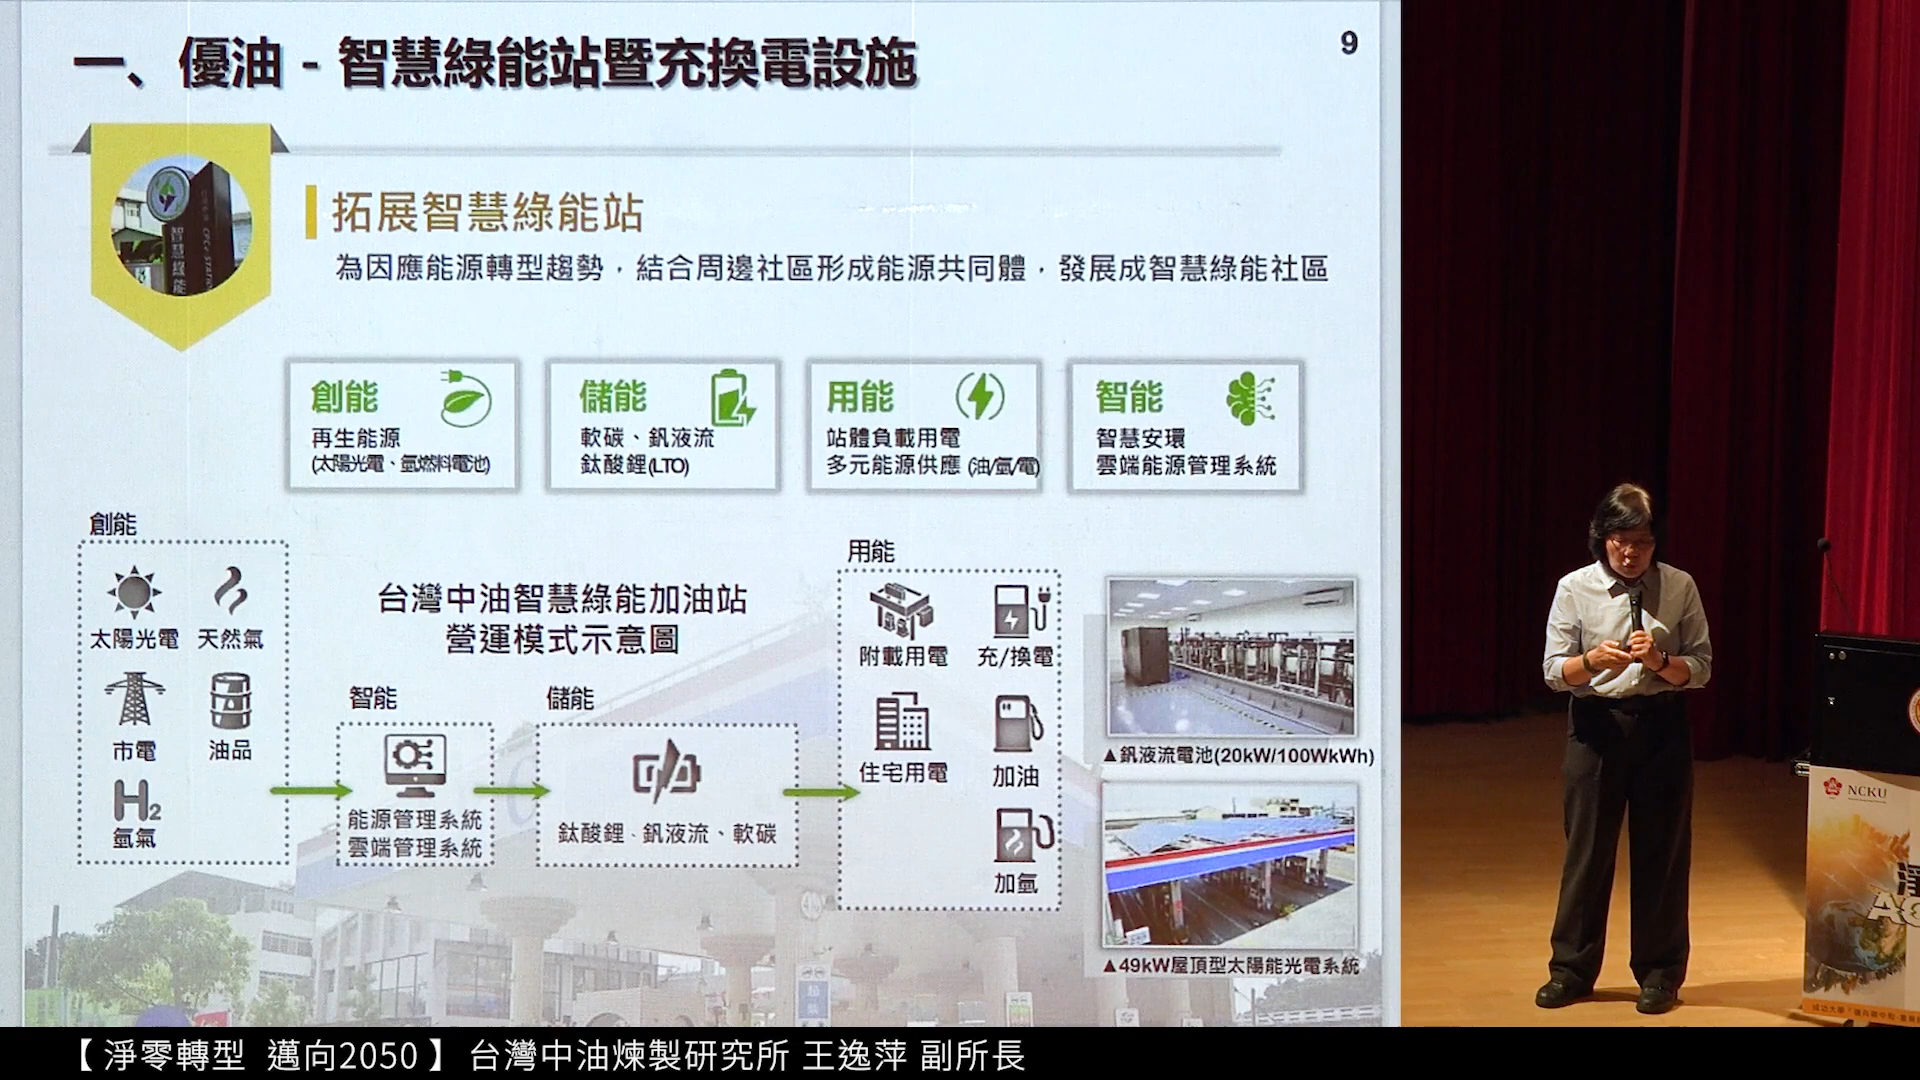 一、優油 - 智慧綠能站暨充換電設施
9
拓展智慧綠能站
為因應能源轉型趨勢，結合周邊社區形成能源共同體，發展成智慧綠能社區
智慧綠能
創能
再生能源
(太陽光電、氫燃料電池)
儲能
軟碳、釩液流
鈦酸鋰(LTO)
用能
站體負載用電
多元能源供應 (油/氫/電)
智能
智慧安環
雲端能源管理系統
創能
太陽光電
天然氣
市電
油品
H2
氫氣
台灣中油智慧綠能加油站
營運模式示意圖
智能
能源管理系統
雲端管理系統
儲能
鈦酸鋰、釩液流、軟碳
用能
附載用電
充/換電
住宅用電
加油
加氫
▲釩液流電池(20kW/100WkWh)
▲49kW屋頂型太陽能光電系統
NCKU
【 淨零轉型 邁向2050 】 台灣中油煉製研究所 王逸萍 副所長